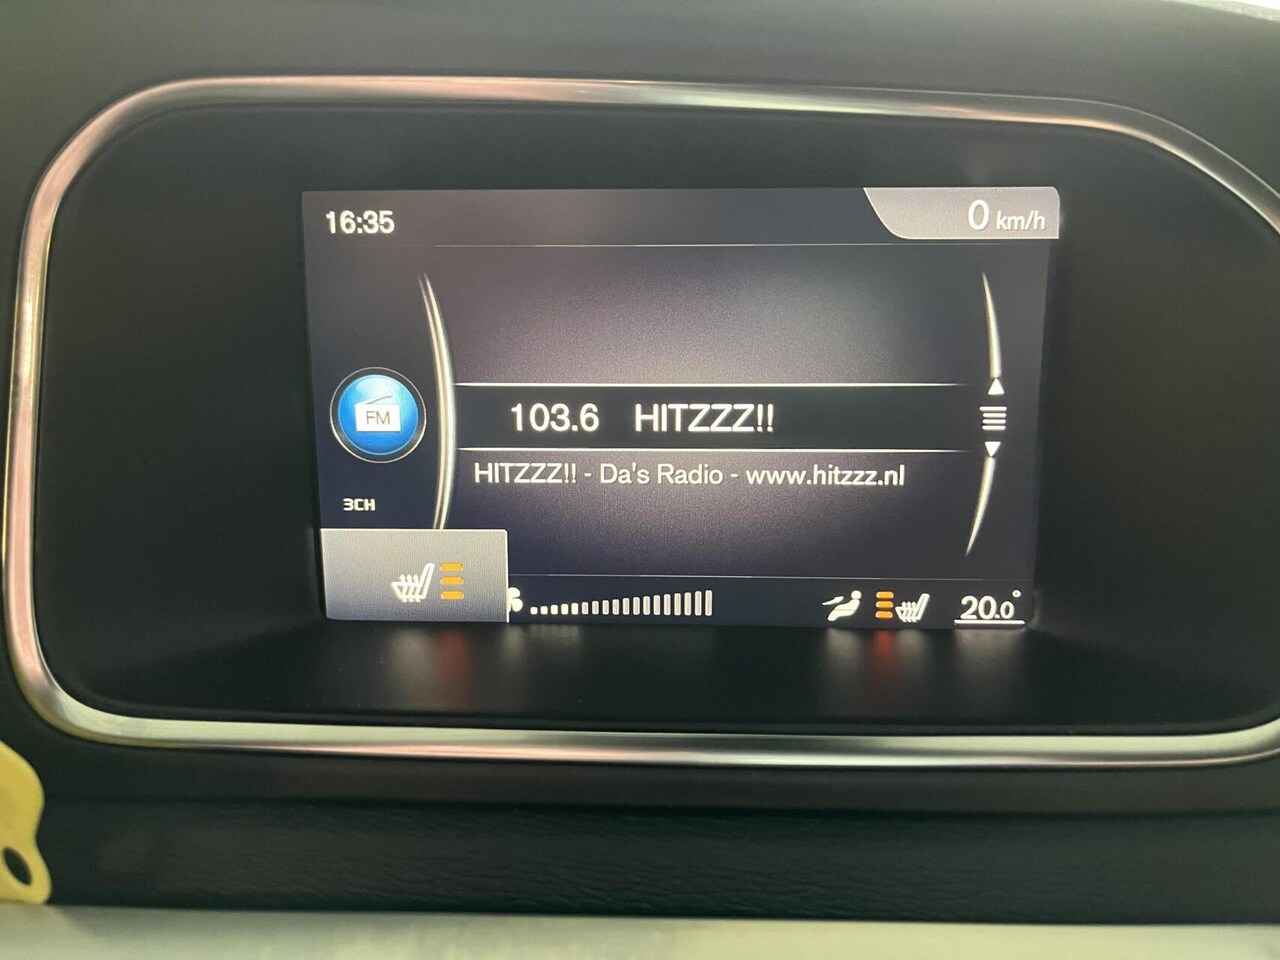 16:35
0 km/h
FM
103.6 HITZZZ!!
HITZZZ!! - Da's Radio - www.hitzzz.nl
3CH
20.0°